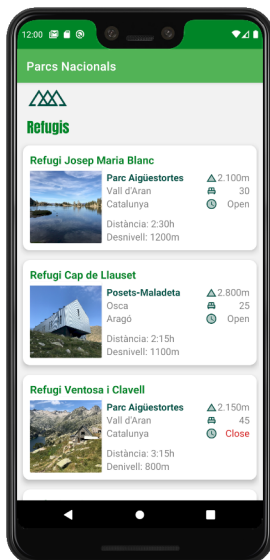 12:00
Parcs Nacionals
Refugis
Refugi Josep Maria Blanc
Parc Aigüestortes 2.100m
Vall d'Aran 30
Catalunya Open
Distància: 2:30h
Desnivell: 1200m
Refugi Cap de Llauset
Posets-Maladeta 2.800m
Osca 25
Aragó Open
Distància: 2:15h
Desnivell: 1100m
Refugi Ventosa i Clavell
Parc Aigüestortes 2.150m
Vall d'Aran 45
Catalunya Close
Distància: 3:15h
Denivell: 800m